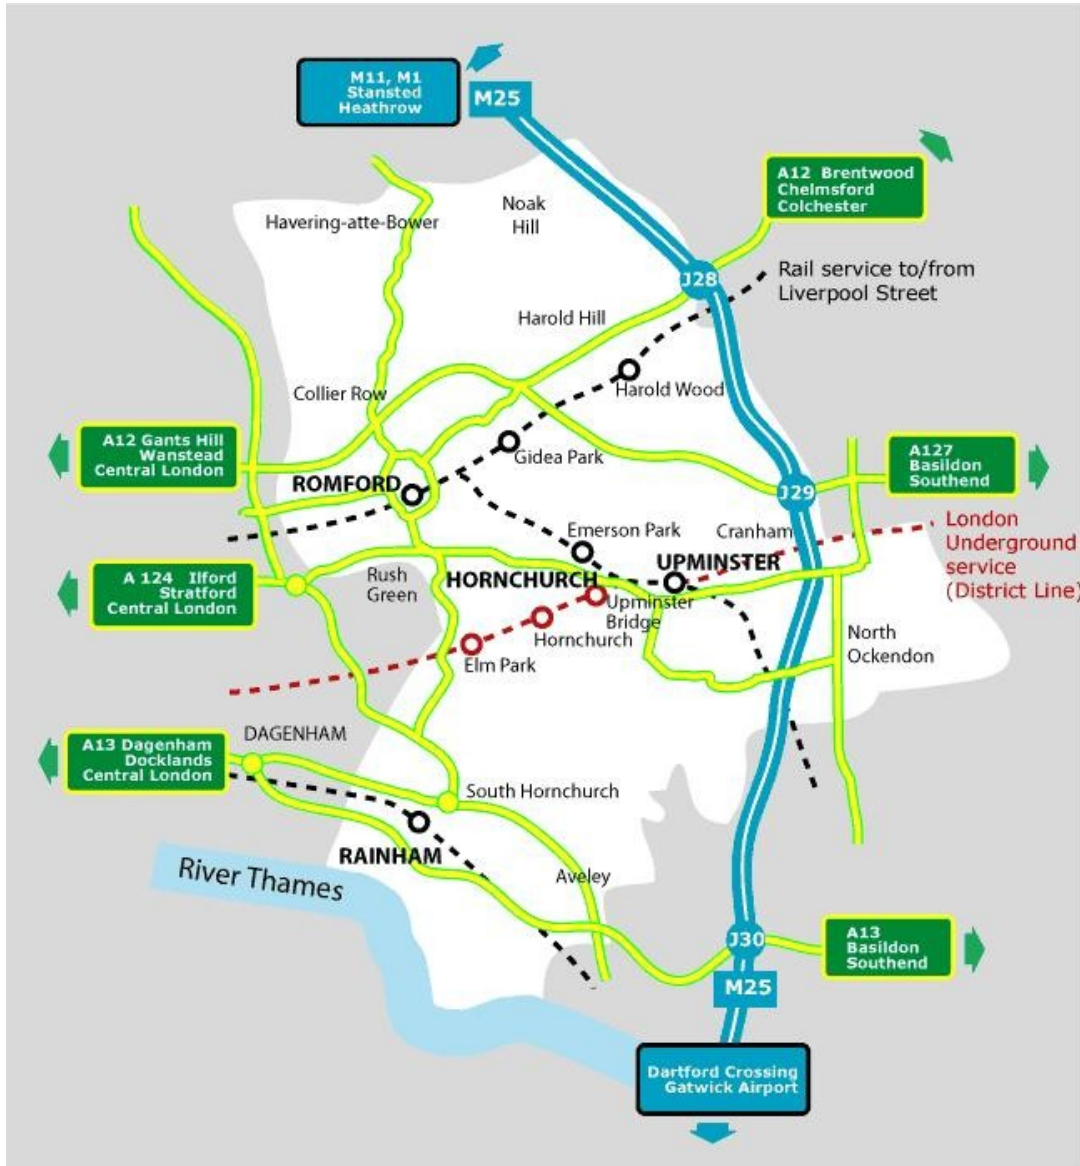 M11, M1
Stansted
Heathrow
M25
A12 Brentwood
Chelmsford
Colchester
Noak
Hill
Havering-atte-Bower
J28
Rail service to/from
Liverpool Street
Harold Hill
Harold Wood
Collier Row
A12 Gants Hill
Wanstead
Central London
Gidea Park
A127
Basildon
Southend
ROMFORD
J29
Emerson Park
Cranham
London
Underground
service
(District Line)
UPMINSTER
A 124 Ilford
Stratford
Central London
Rush
Green
HORNCHURCH
Upminster
Bridge
Hornchurch
North
Ockendon
Elm Park
DAGENHAM
A13 Dagenham
Docklands
Central London
South Hornchurch
RAINHAM
River Thames
Aveley
J30
A13
Basildon
Southend
M25
Dartford Crossing
Gatwick Airport